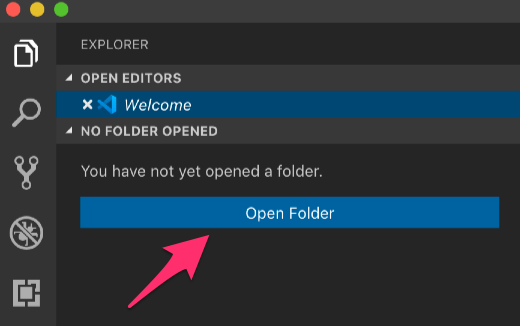 EXPLORER
OPEN EDITORS
Welcome
NO FOLDER OPENED
You have not yet opened a folder.
Open Folder